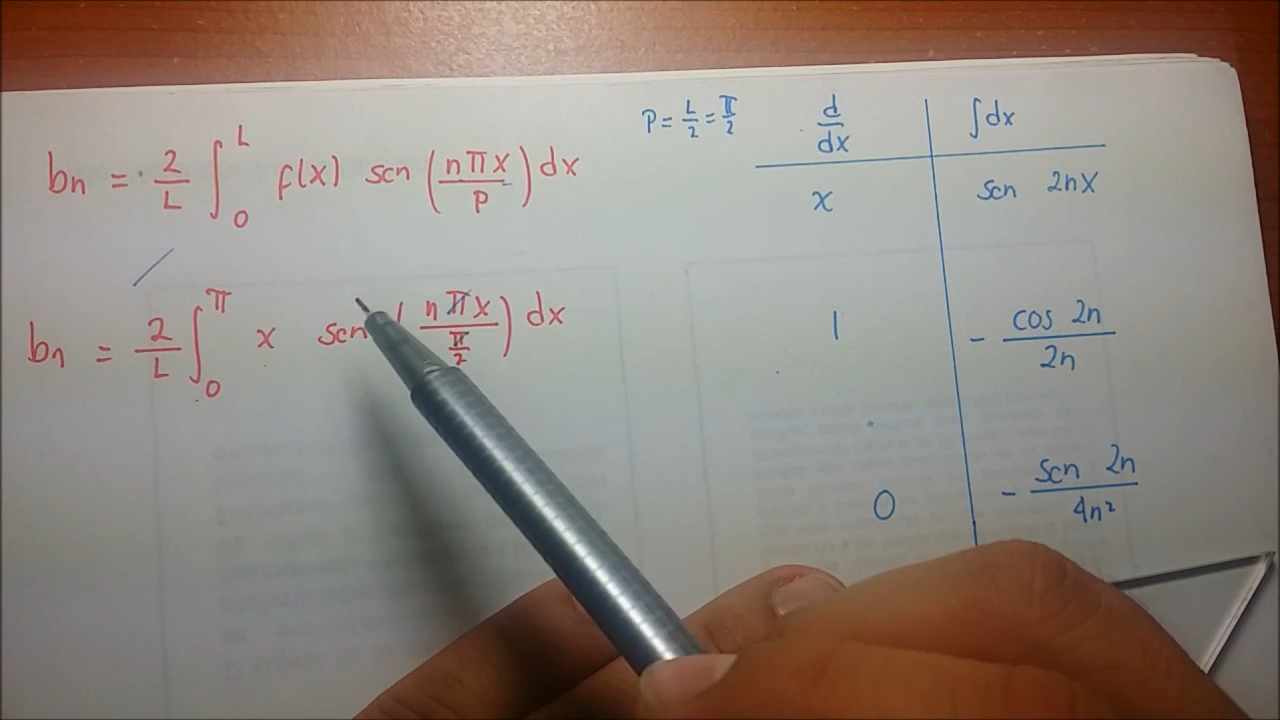 bn = 2/L ∫₀ᴸ f(x) sen (nπx/P) dx
bn = 2/L ∫₀^π x sen (nπx/(π/2)) dx
P = L/2 = π/2
d/dx ∫dx
x sen 2nx
1 - cos 2n/2n
0 - sen 2n/4n²